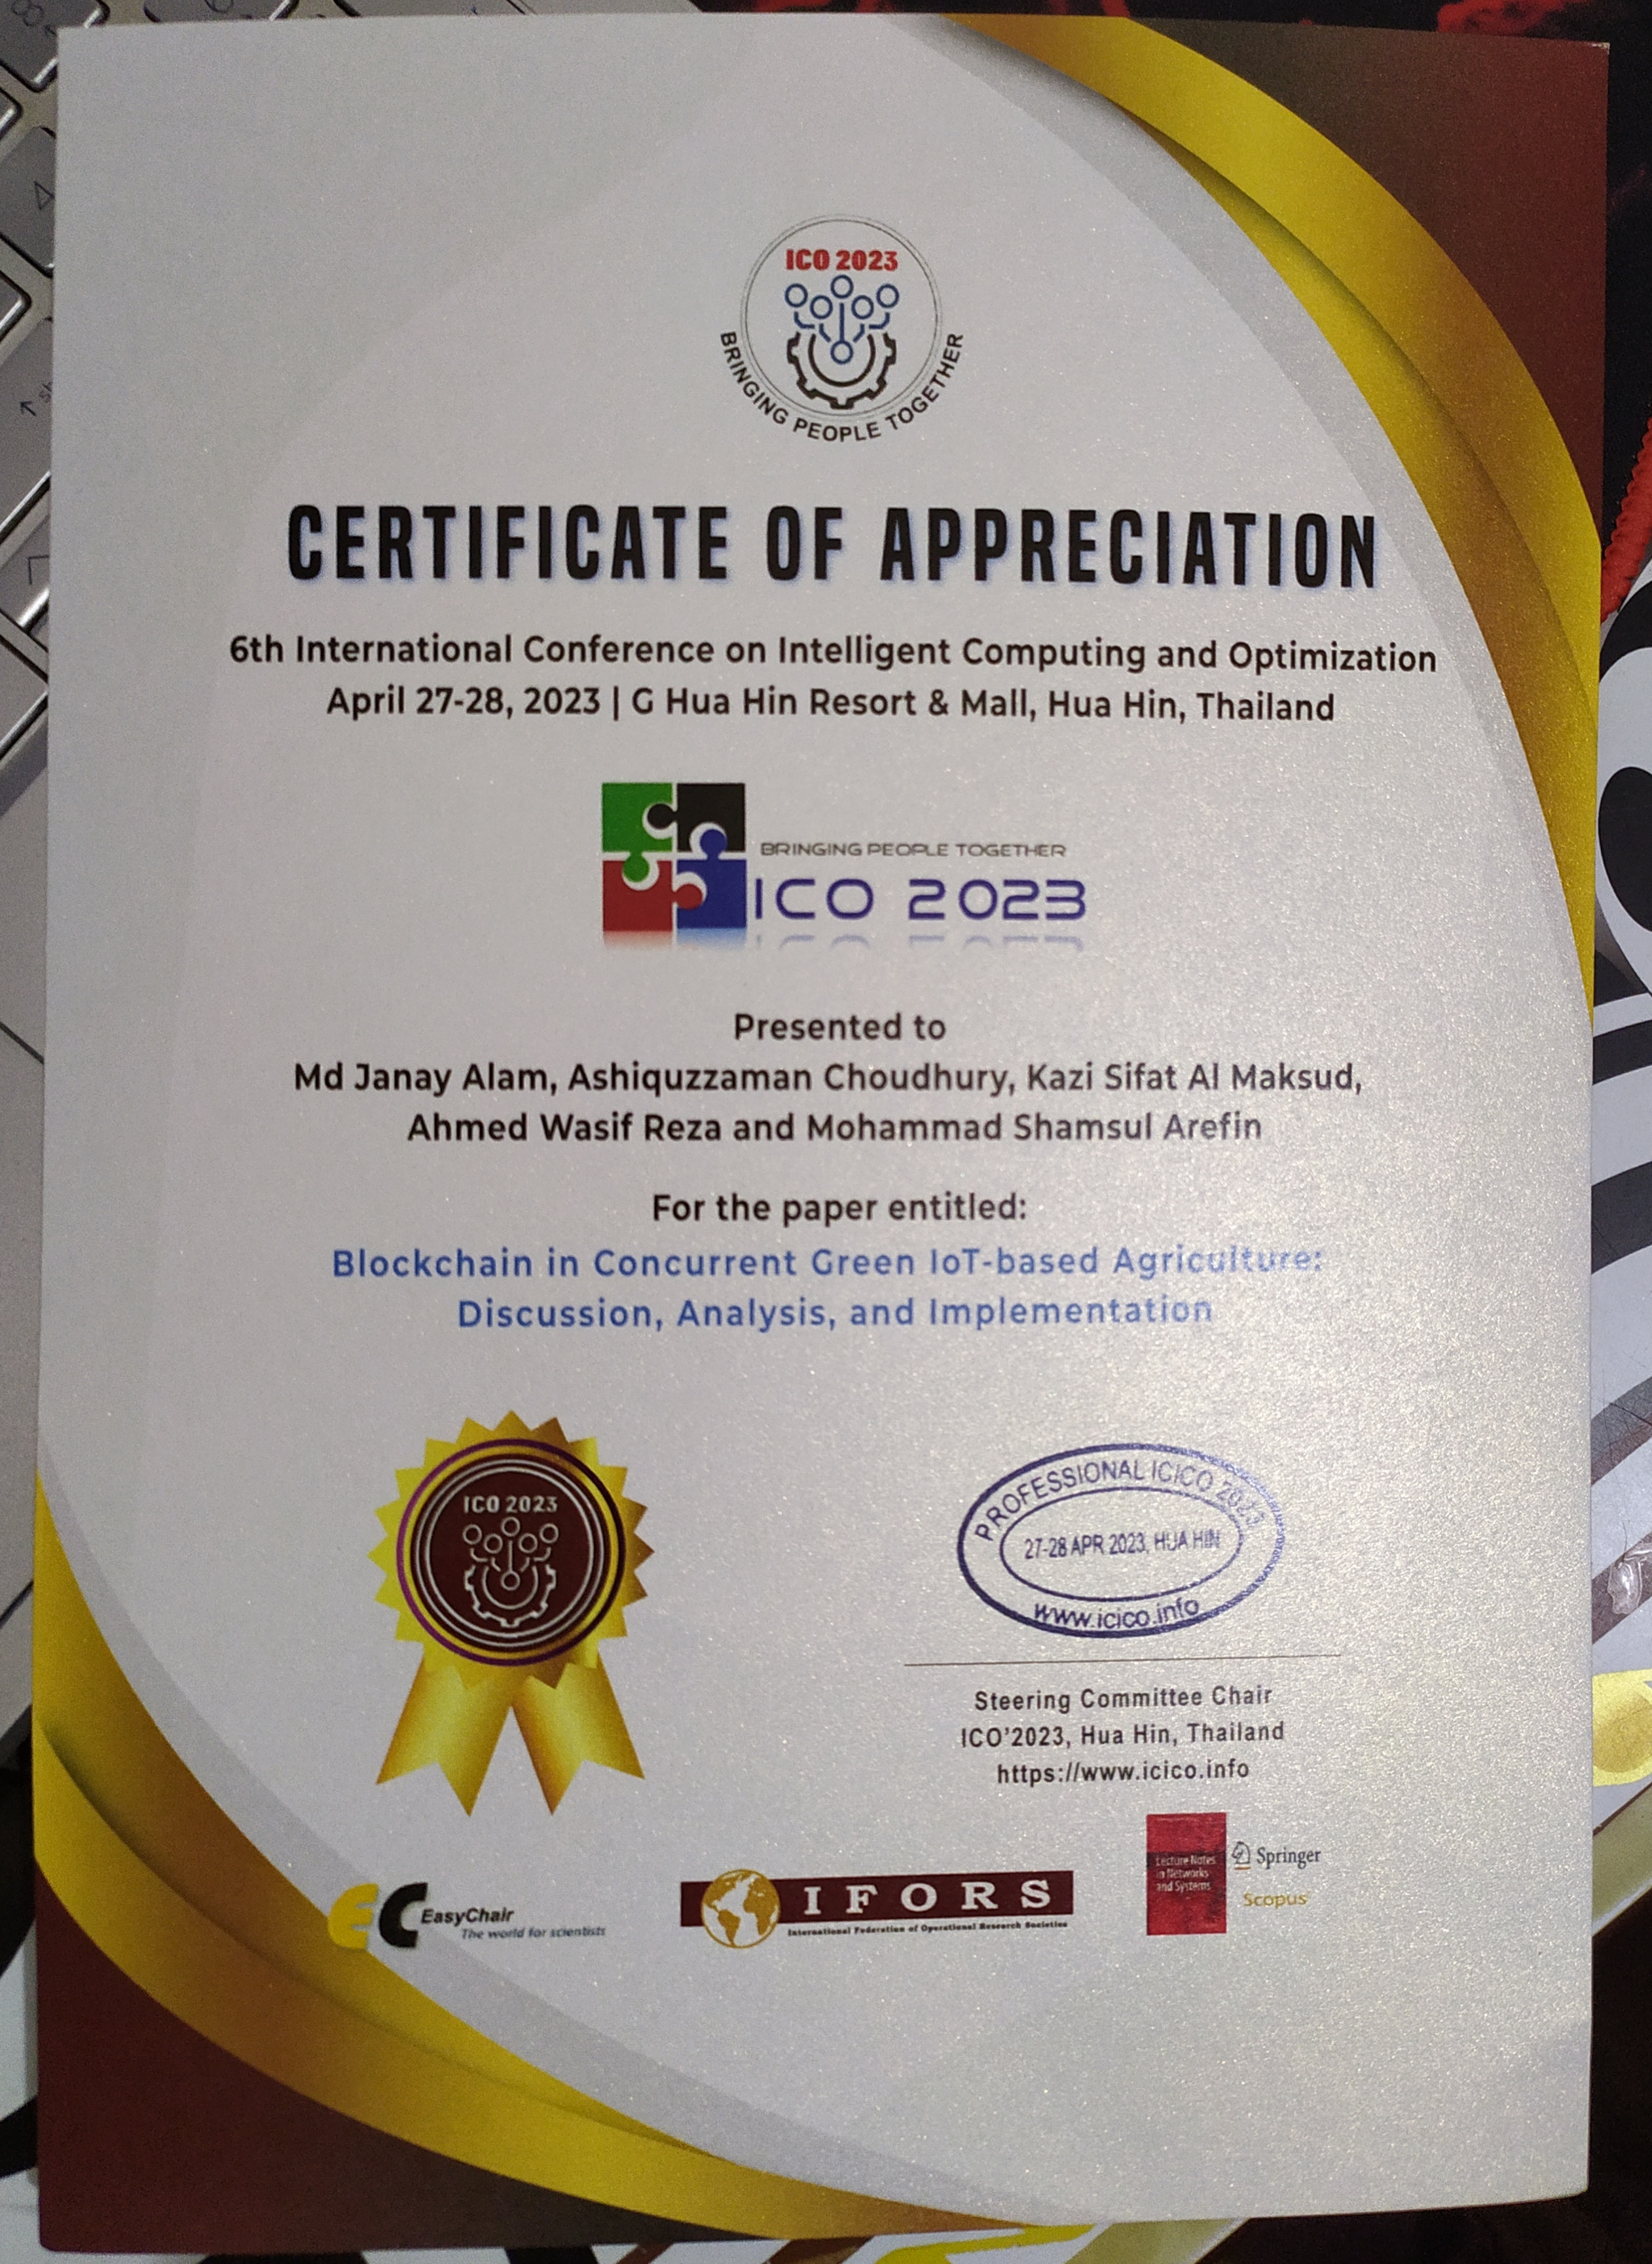 ICO 2023
BRINGING PEOPLE TOGETHER
CERTIFICATE OF APPRECIATION
6th International Conference on Intelligent Computing and Optimization
April 27-28, 2023 | G Hua Hin Resort & Mall, Hua Hin, Thailand
BRINGING PEOPLE TOGETHER
ICO 2023
Presented to
Md Janay Alam, Ashiquzzaman Choudhury, Kazi Sifat Al Maksud,
Ahmed Wasif Reza and Mohammad Shamsul Arefin
For the paper entitled:
Blockchain in Concurrent Green IoT-based Agriculture:
Discussion, Analysis, and Implementation
ICO 2023
PROFESSIONAL ICICO 2023
27-28 APR 2023, HUA HIN
www.icico.info
Steering Committee Chair
ICO'2023, Hua Hin, Thailand
https://www.icico.info
EC EasyChair
The world for scientists
IFORS
International Federation of Operational Research Societies
Lecture Notes
in Networks
and Systems
Springer
Scopus